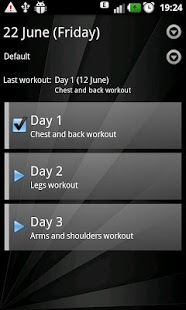 E 19:24
22 June (Friday)
Default
Last workout: Day 1 (12 June)
Chest and back workout
Day 1
Chest and back workout
Day 2
Legs workout
Day 3
Arms and shoulders workout